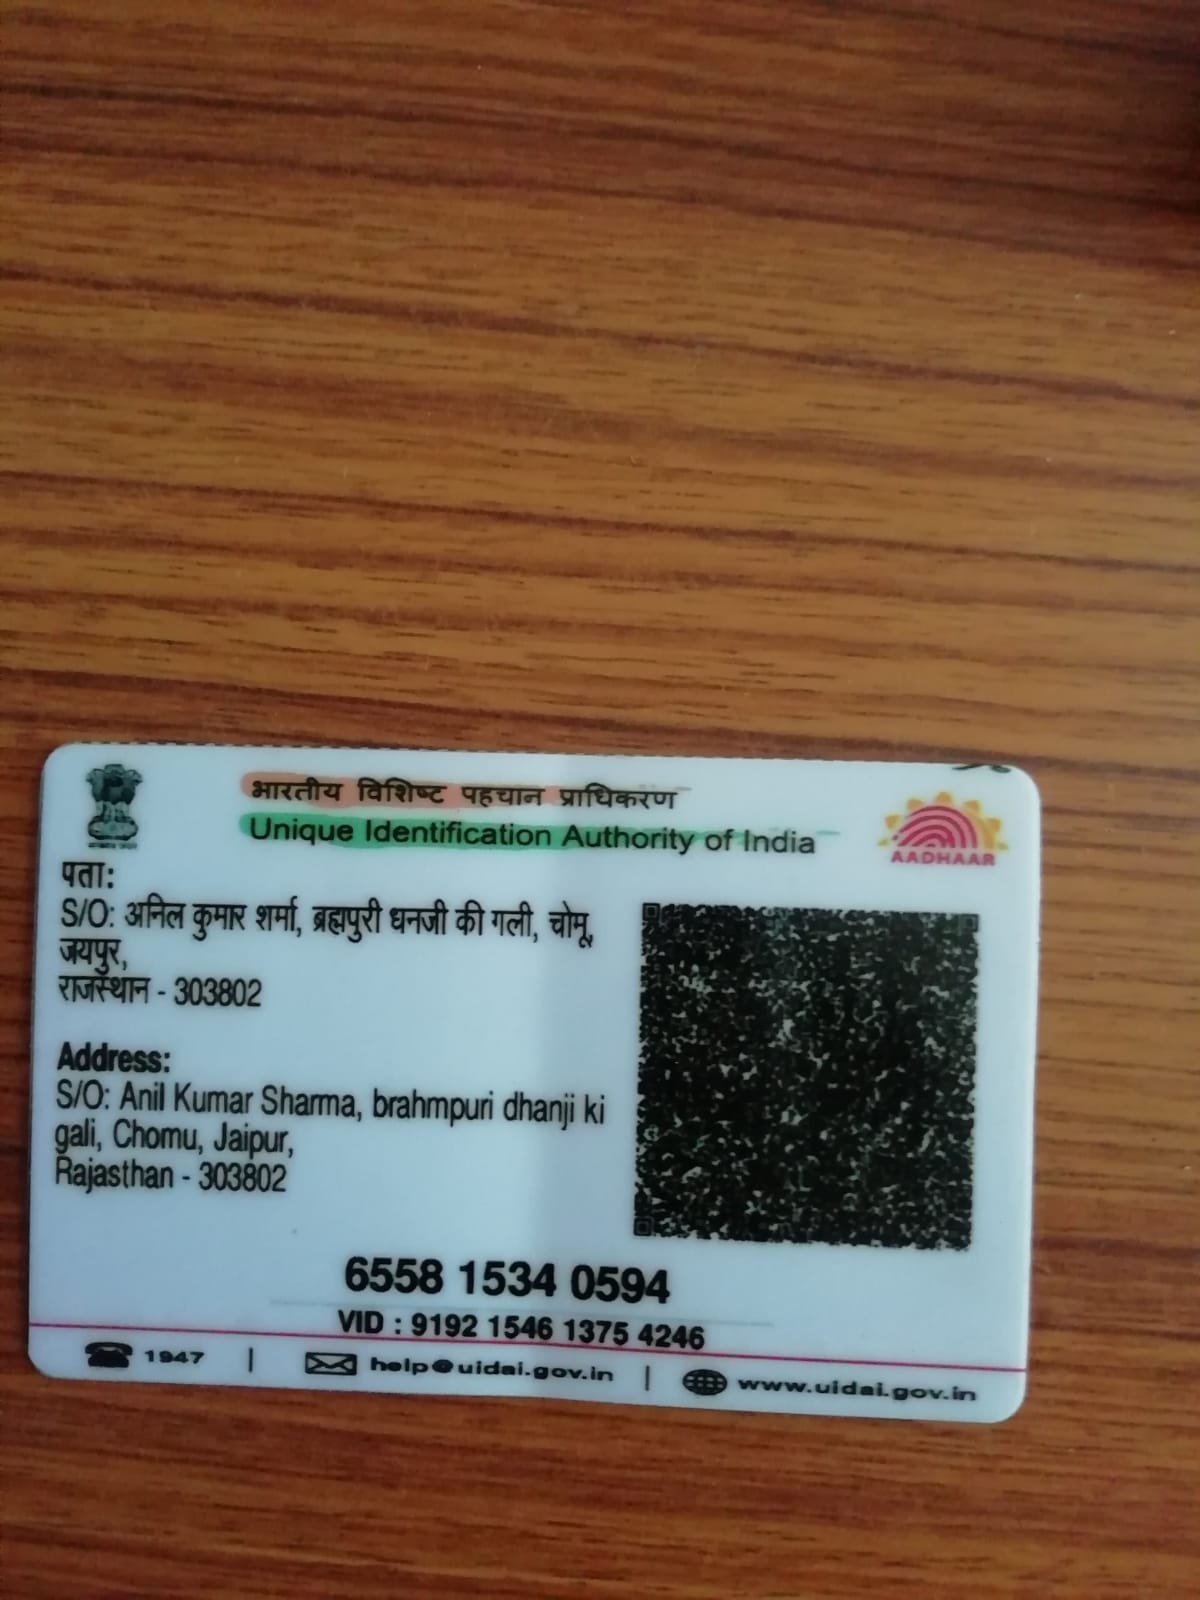 भारतीय विशिष्ट पहचान प्राधिकरण
Unique Identification Authority of India
AADHAAR
पता:
S/O: अनिल कुमार शर्मा, ब्रह्मपुरी धनजी की गली, चोमू,
जयपुर,
राजस्थान - 303802
Address:
S/O: Anil Kumar Sharma, brahmpuri dhanji ki
gali, Chomu, Jaipur,
Rajasthan - 303802
6558 1534 0594
VID : 9192 1546 1375 4246
1947 | help@uidai.gov.in | www.uidai.gov.in